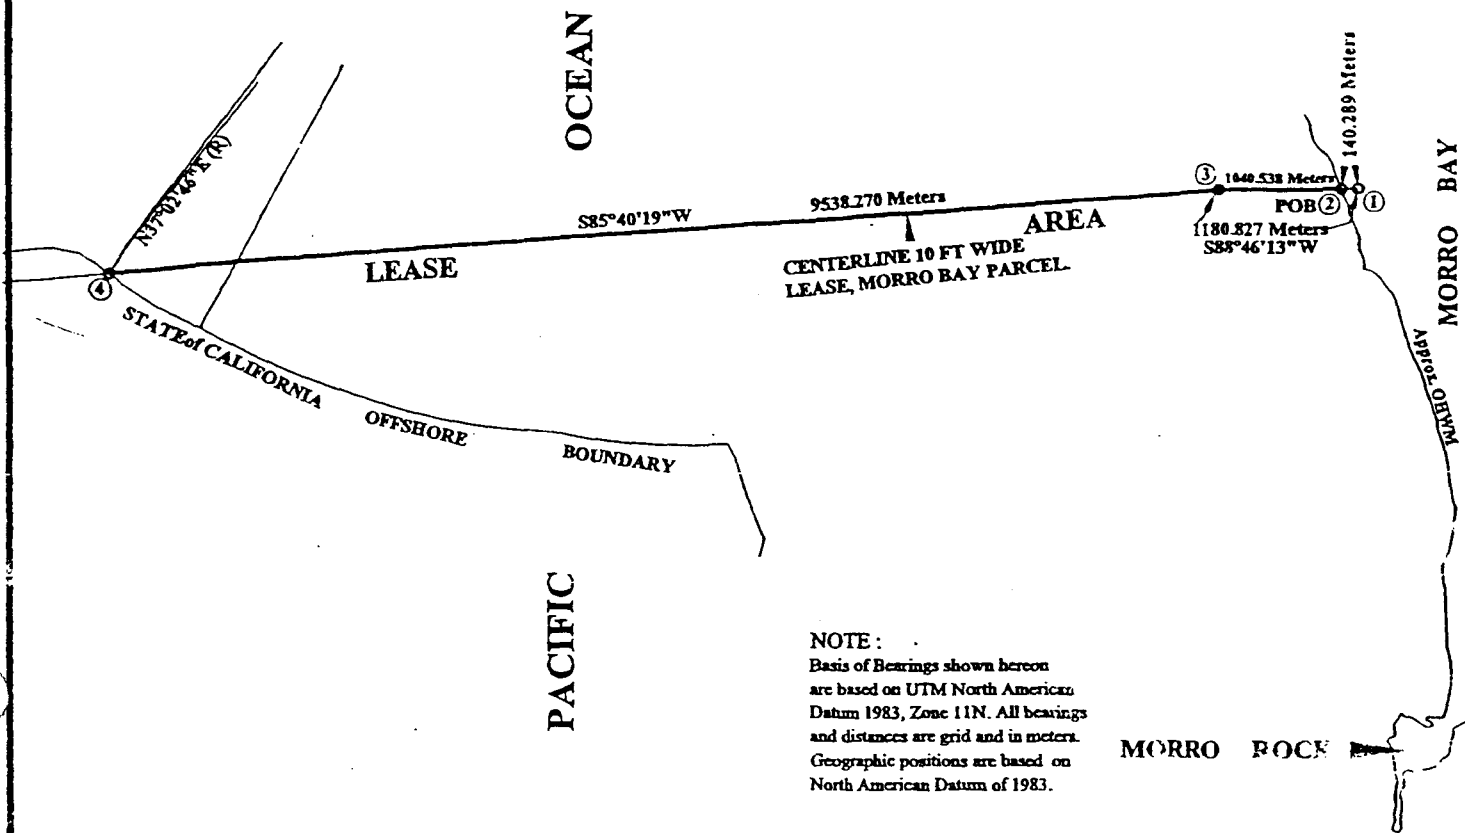 OCEAN
140.289 Meters
MORRO BAY
N37°02'46"E (R)
③
1040.538 Meters
9538.270 Meters
S85°40'19"W
POB ②
①
AREA
1180.827 Meters
S88°46'13"W
LEASE
CENTERLINE 10 FT WIDE
LEASE, MORRO BAY PARCEL.
④
STATE of CALIFORNIA OFFSHORE BOUNDARY
Approx. OHWM
PACIFIC
NOTE :
Basis of Bearings shown hereon
are based on UTM North American
Datum 1983, Zone 11N. All bearings
and distances are grid and in meters.
Geographic positions are based on
North American Datum of 1983.
MORRO ROCK